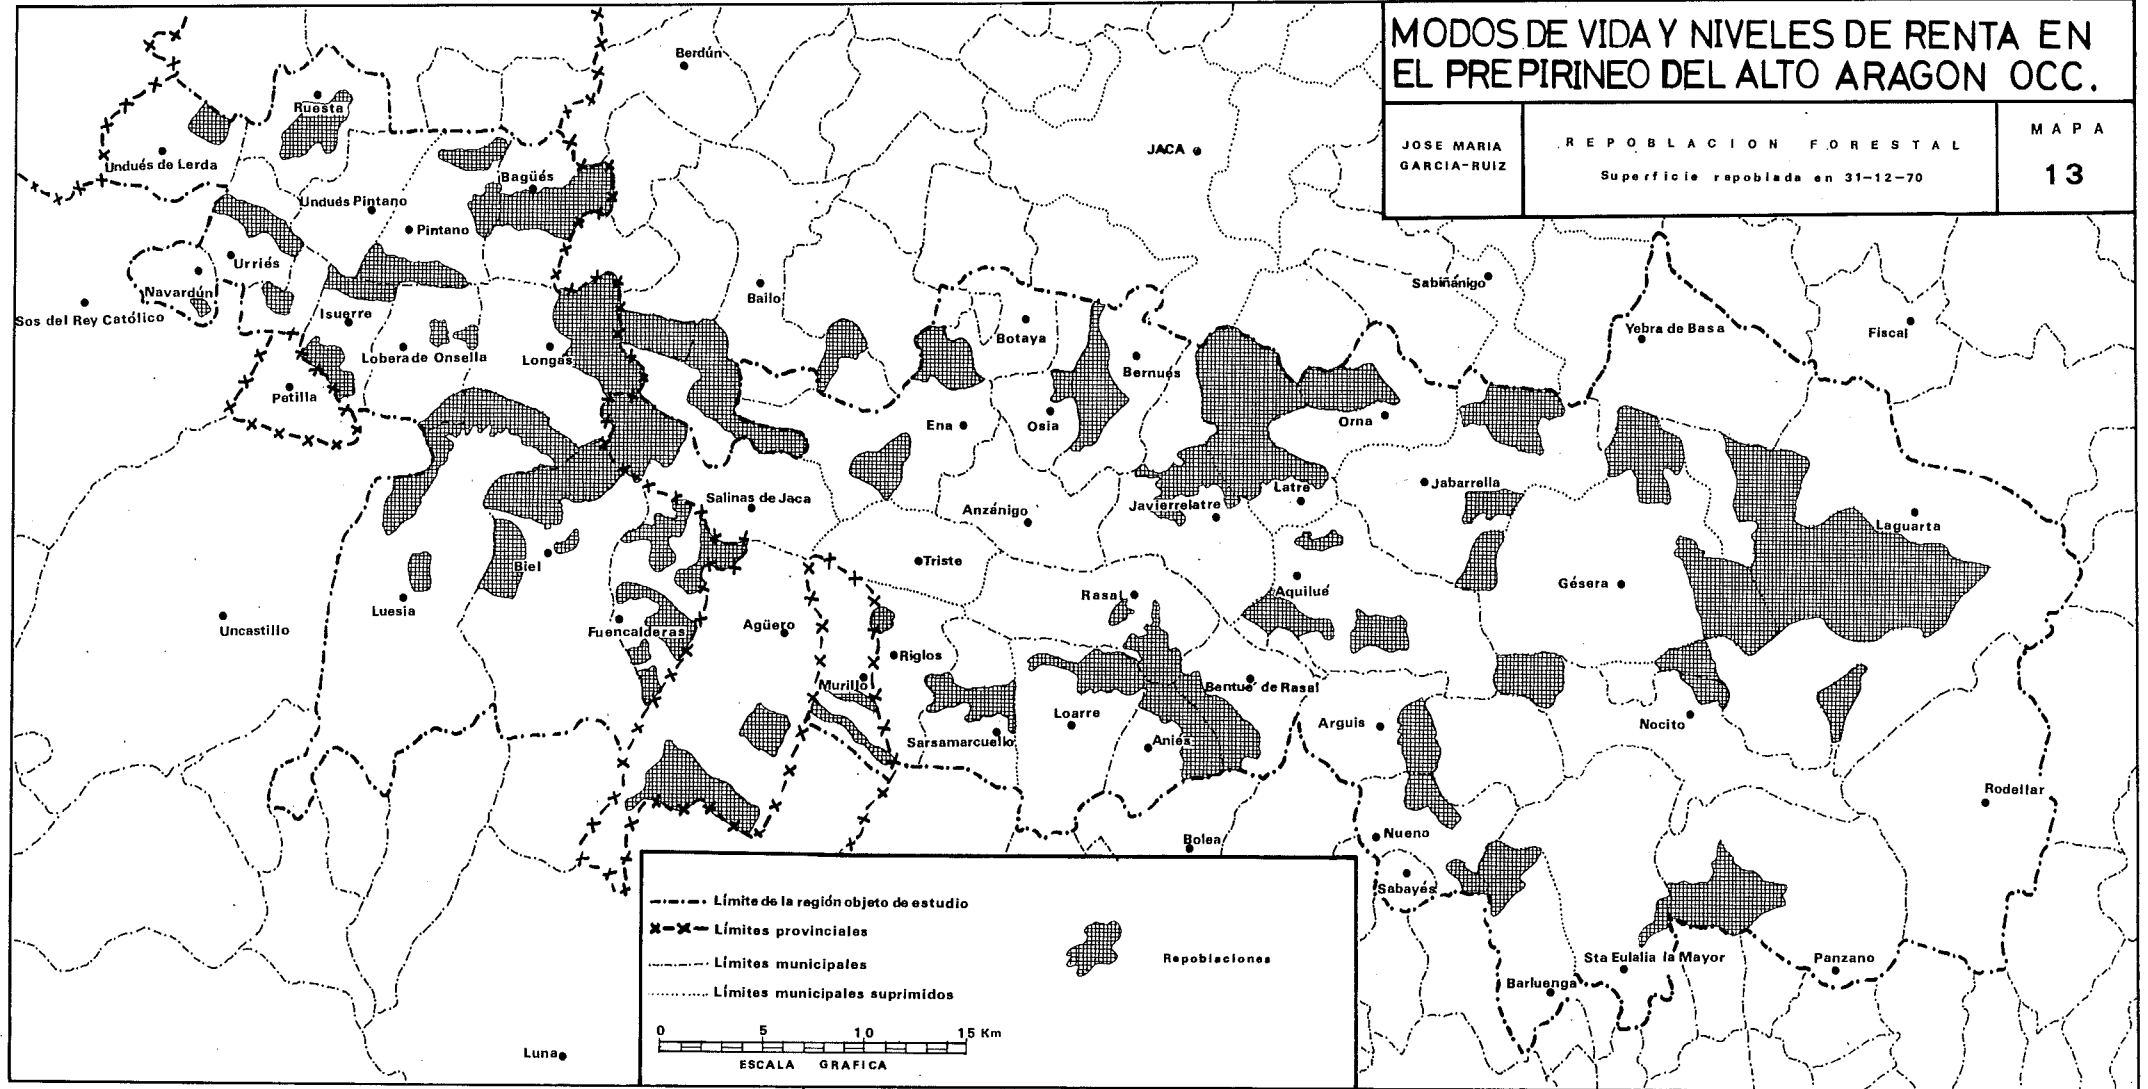 MODOS DE VIDA Y NIVELES DE RENTA EN
EL PREPIRINEO DEL ALTO ARAGON OCC.
JOSE MARIA
GARCIA-RUIZ
REPOBLACION FORESTAL
Superficie repoblada en 31-12-70
MAPA
13
Berdún
Ruesta
JACA
Undués de Lerda
Bagüés
Undués Pintano
Pintano
Urriés
Navardún
Sabiñánigo
Bailo
Sos del Rey Católico
Isuerre
Yebra de Basa
Fiscal
Botaya
Lobera de Onsella
Longas
Bernués
Petilla
Ena
Osia
Orna
Jabarrella
Latre
Salinas de Jaca
Anzánigo
Javierrelatre
Laguarta
Triste
Biel
Gésera
Rasal
Aquilué
Luesia
Uncastillo
Fuencalderas
Agüero
Riglos
Murillo
Bentué de Rasal
Loarre
Arguis
Nocito
Sarsamarcuello
Aniés
Rodellar
Bolea
Nueno
Sabayés
Sta Eulalia la Mayor
Panzano
Barluenga
Luna
Límite de la región objeto de estudio
Límites provinciales
Límites municipales
Límites municipales suprimidos
Repoblaciones
0 5 10 15 Km
ESCALA GRAFICA